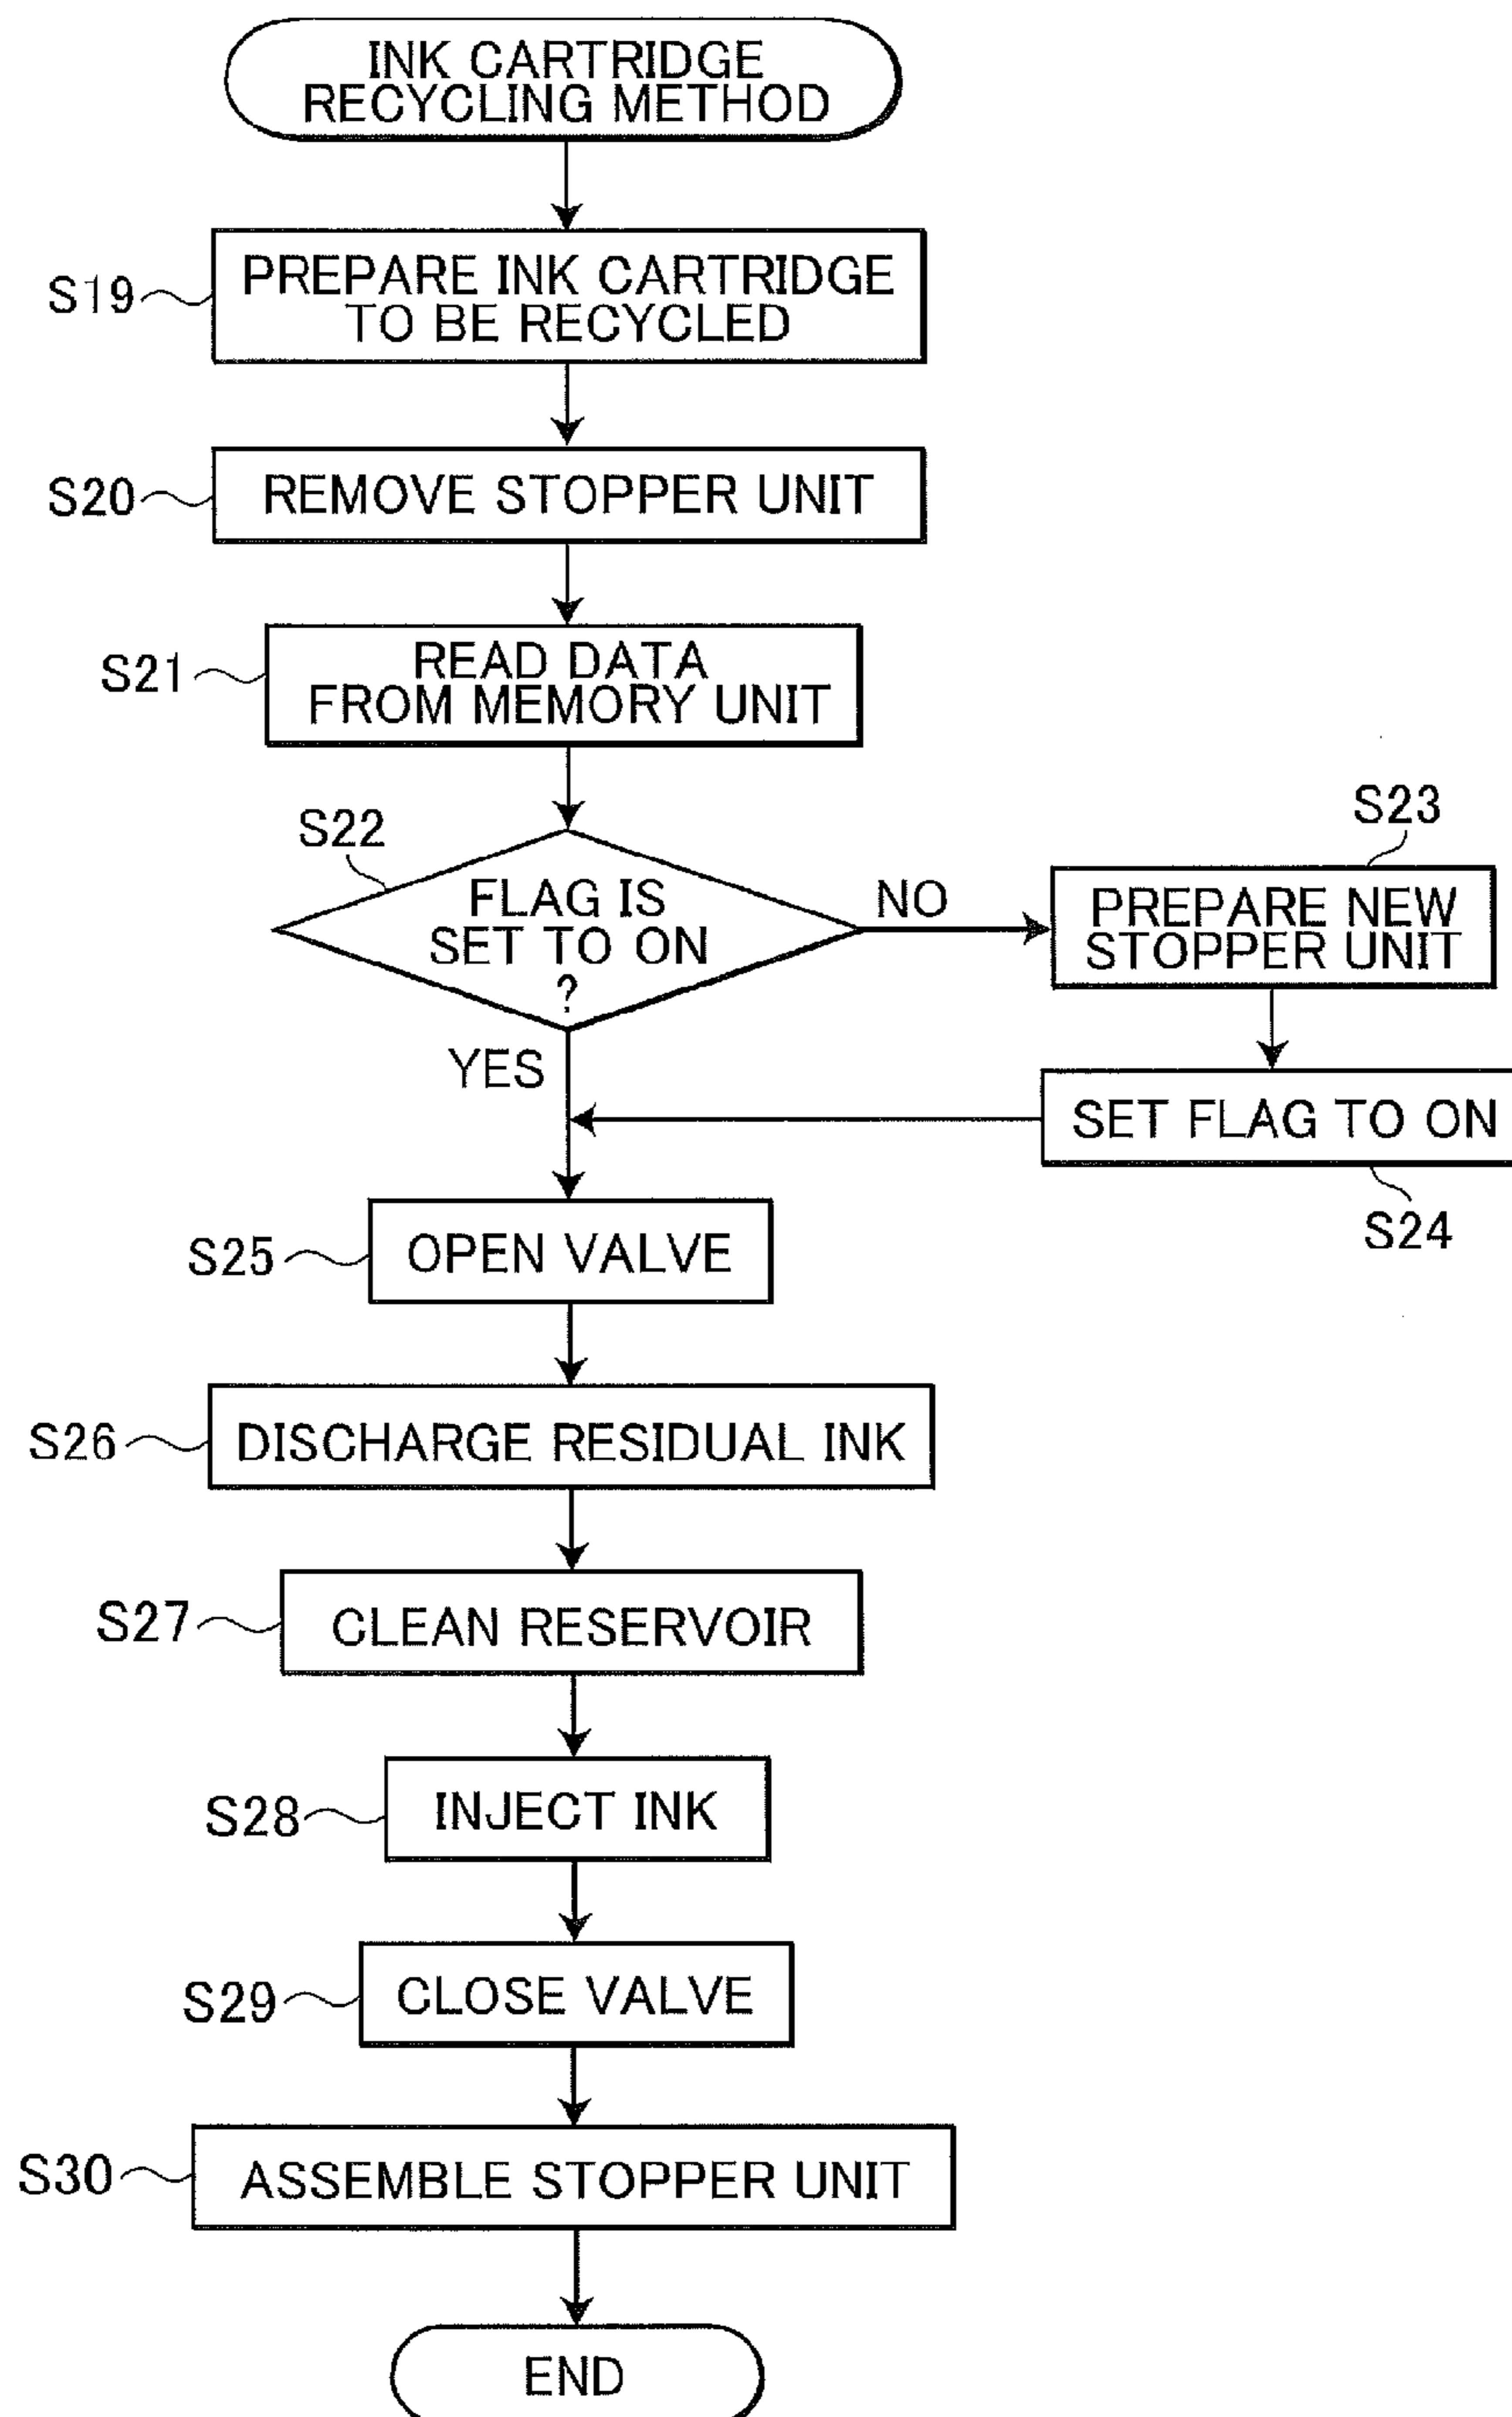 INK CARTRIDGE
RECYCLING METHOD
S19
PREPARE INK CARTRIDGE
TO BE RECYCLED
S20
REMOVE STOPPER UNIT
S21
READ DATA
FROM MEMORY UNIT
S22
FLAG IS
SET TO ON
?
NO
S23
PREPARE NEW
STOPPER UNIT
YES
SET FLAG TO ON
S24
S25
OPEN VALVE
S26
DISCHARGE RESIDUAL INK
S27
CLEAN RESERVOIR
S28
INJECT INK
S29
CLOSE VALVE
S30
ASSEMBLE STOPPER UNIT
END